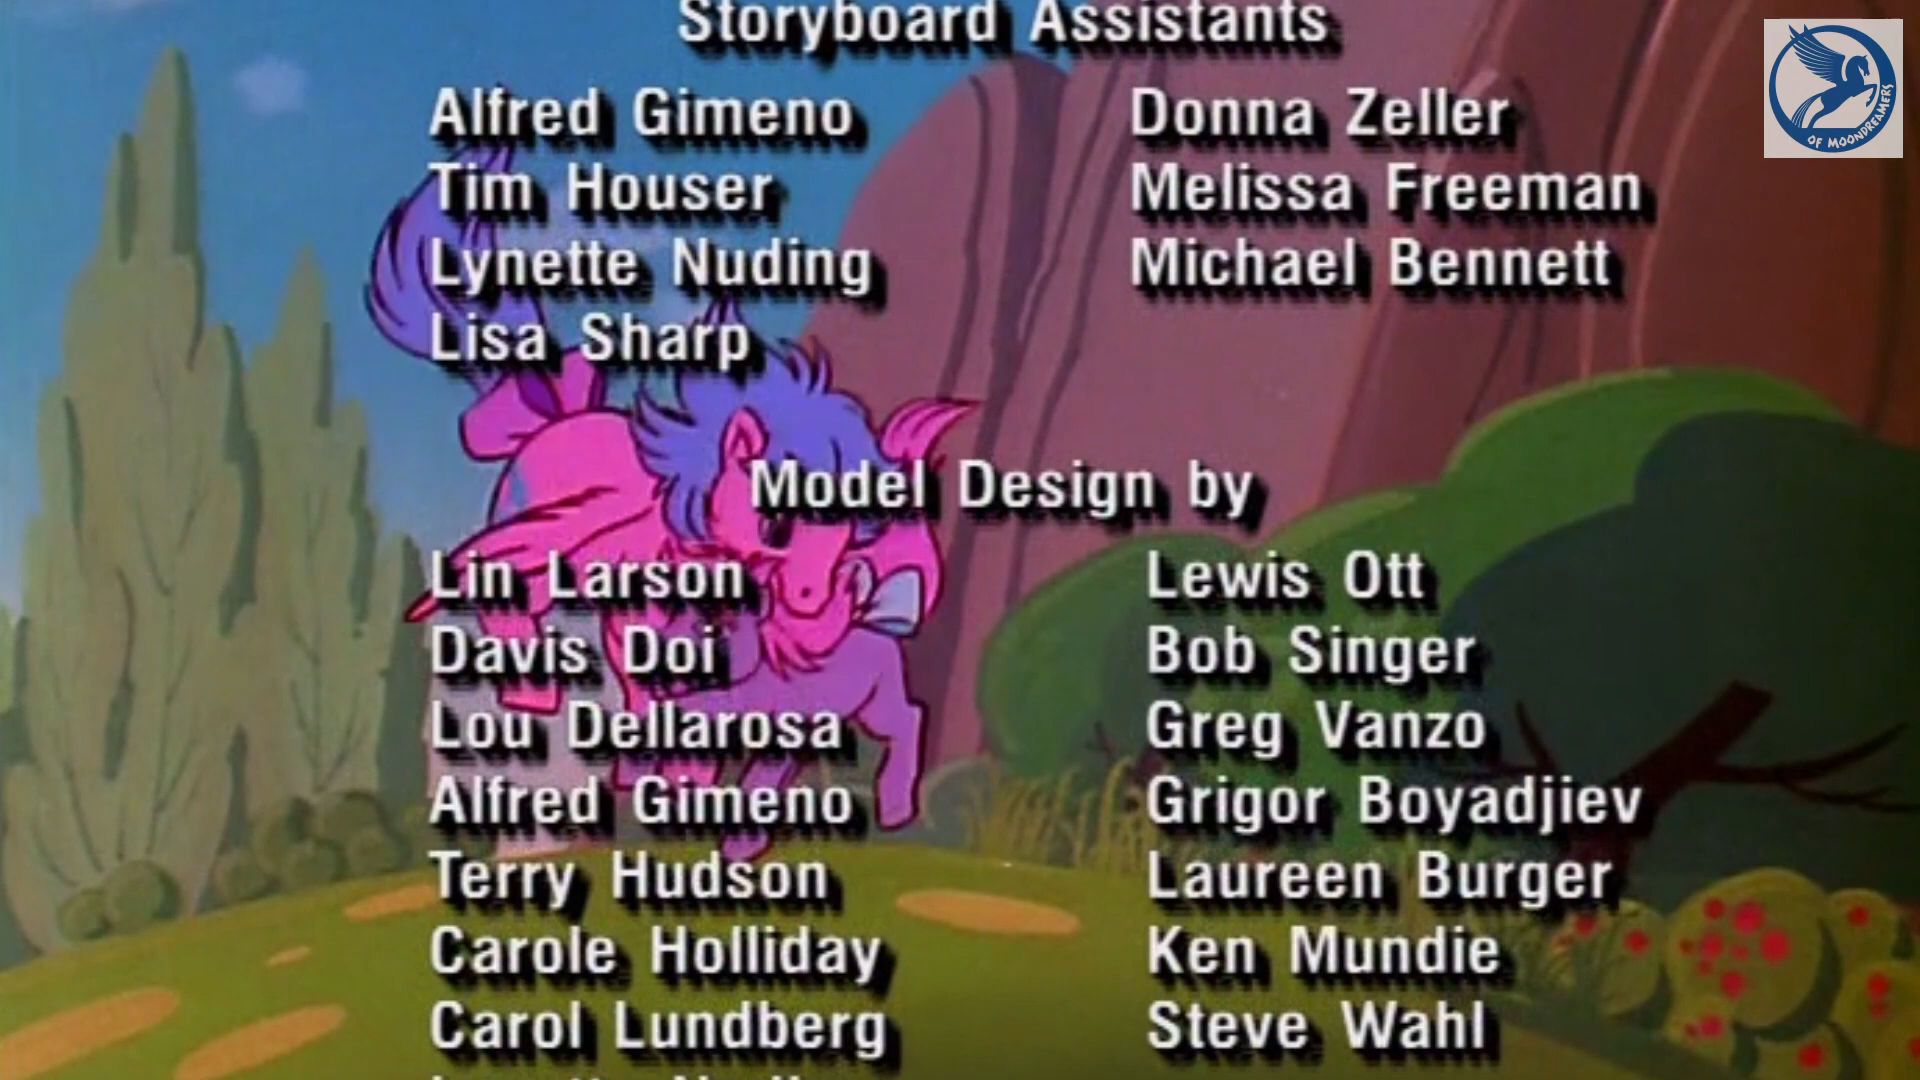 Storyboard Assistants
Alfred Gimeno Donna Zeller
Tim Houser Melissa Freeman
Lynette Nuding Michael Bennett
Lisa Sharp
Model Design by
Lin Larson Lewis Ott
Davis Doi Bob Singer
Lou Dellarosa Greg Vanzo
Alfred Gimeno Grigor Boyadjiev
Terry Hudson Laureen Burger
Carole Holliday Ken Mundie
Carol Lundberg Steve Wahl
OF MOONDREAMERS